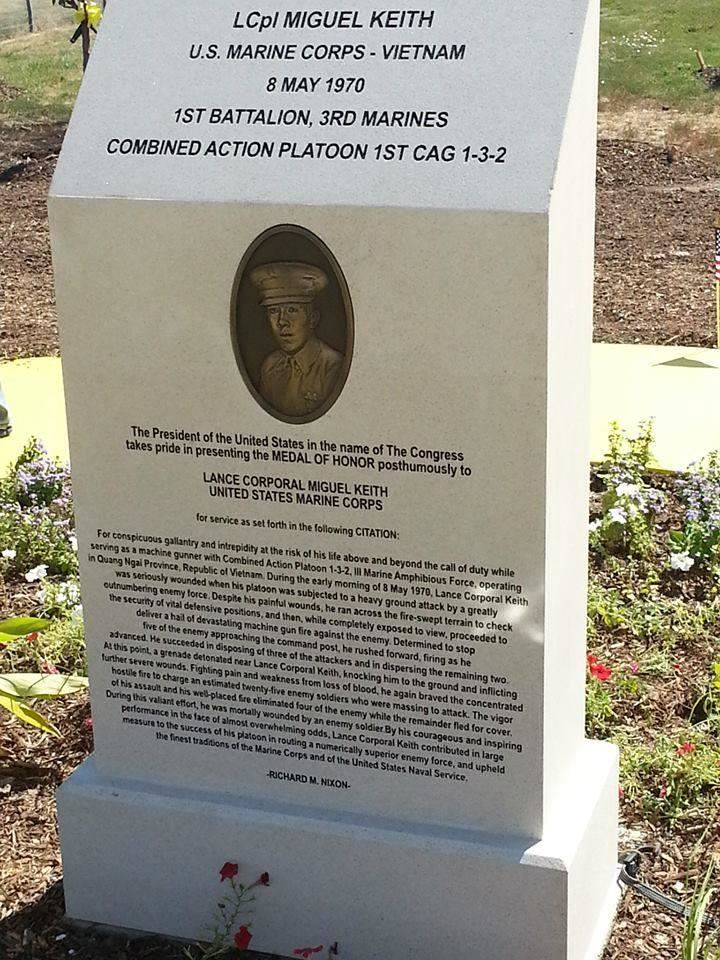 LCpl MIGUEL KEITH
U.S. MARINE CORPS - VIETNAM
8 MAY 1970
1ST BATTALION, 3RD MARINES
COMBINED ACTION PLATOON 1ST CAG 1-3-2
The President of the United States in the name of The Congress
takes pride in presenting the MEDAL OF HONOR posthumously to
LANCE CORPORAL MIGUEL KEITH
UNITED STATES MARINE CORPS
for service as set forth in the following CITATION:
For conspicuous gallantry and intrepidity at the risk of his life above and beyond the call of duty while
serving as a machine gunner with Combined Action Platoon 1-3-2, III Marine Amphibious Force, operating
in Quang Ngai Province, Republic of Vietnam. During the early morning of 8 May 1970, Lance Corporal Keith
was seriously wounded when his platoon was subjected to a heavy ground attack by a greatly
outnumbering enemy force. Despite his painful wounds, he ran across the fire-swept terrain to check
the security of vital defensive positions, and then, while completely exposed to view, proceeded to
deliver a hail of devastating machine gun fire against the enemy. Determined to stop
five of the enemy approaching the command post, he rushed forward, firing as he
advanced. He succeeded in disposing of three of the attackers and in dispersing the remaining two.
At this point, a grenade detonated near Lance Corporal Keith, knocking him to the ground and inflicting
further severe wounds. Fighting pain and weakness from loss of blood, he again braved the concentrated
hostile fire to charge an estimated twenty-five enemy soldiers who were massing to attack. The vigor
of his assault and his well-placed fire eliminated four of the enemy while the remainder fled for cover.
During this valiant effort, he was mortally wounded by an enemy soldier.By his courageous and inspiring
performance in the face of almost overwhelming odds, Lance Corporal Keith contributed in large
measure to the success of his platoon in routing a numerically superior enemy force, and upheld
the finest traditions of the Marine Corps and of the United States Naval Service.
-RICHARD M. NIXON-